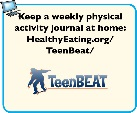 Keep a weekly physical
activity journal at home:
HealthyEating.org/
TeenBeat/
TeenBEAT